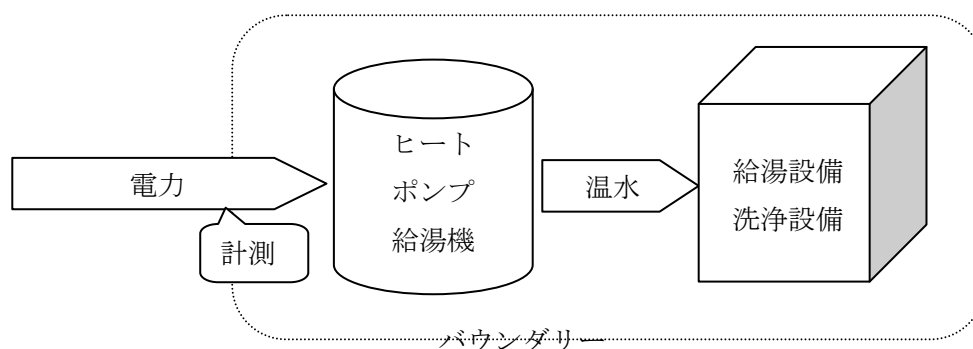 電力
計測
ヒート
ポンプ
給湯機
温水
給湯設備
洗浄設備
バウンダリー